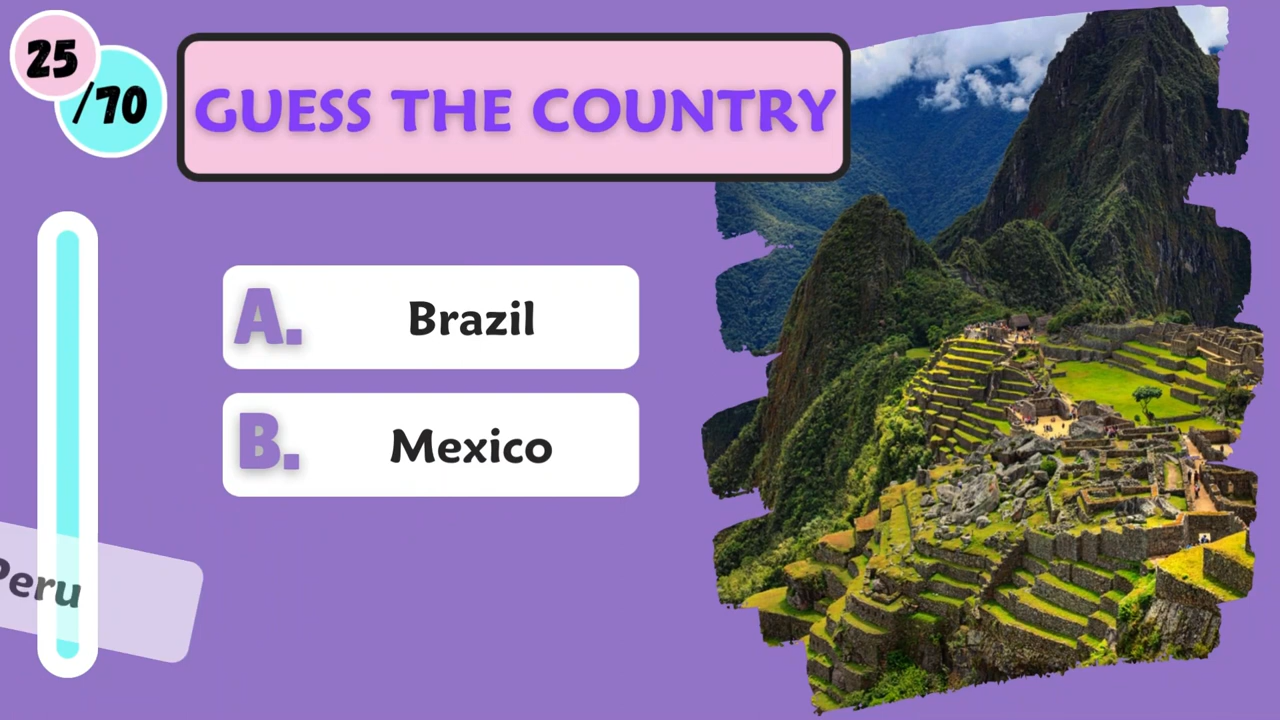 25
/70
GUESS THE COUNTRY
A. Brazil
B. Mexico
Peru